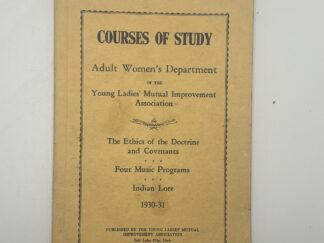 COURSES OF STUDY
Adult Women's Department
OF THE
Young Ladies' Mutual Improvement
Association
The Ethics of the Doctrine
and Covenants
Four Music Programs
Indian Lore
1930-31
PUBLISHED BY THE YOUNG LADIES' MUTUAL
IMPROVEMENT ASSOCIATION
Salt Lake City, Utah